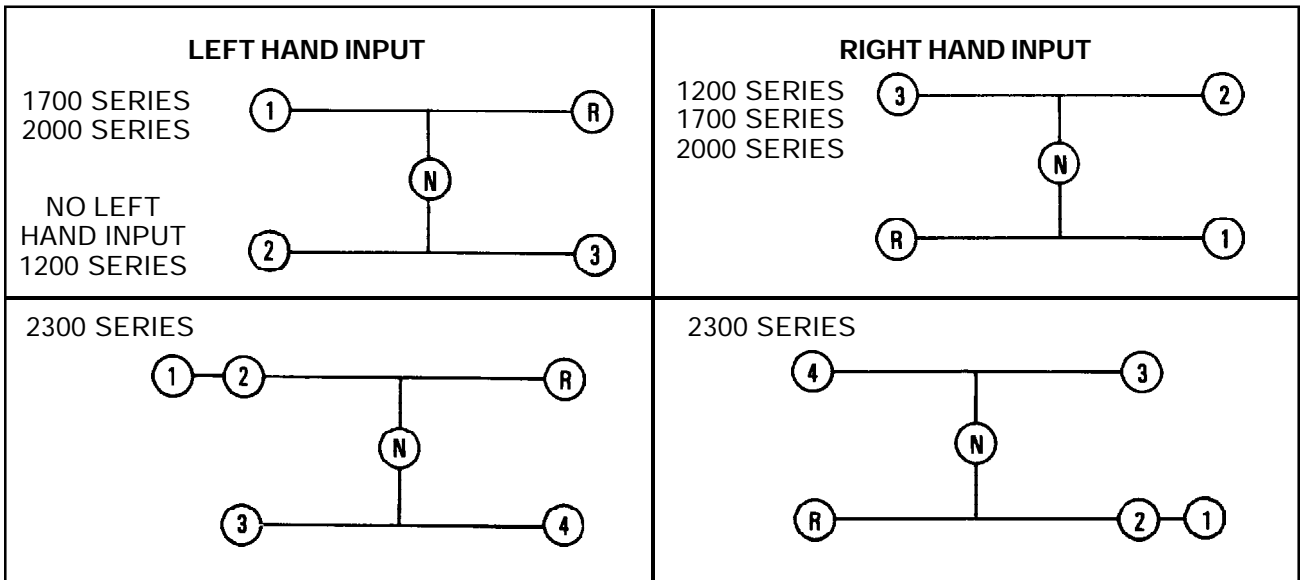 LEFT HAND INPUT
1700 SERIES
2000 SERIES
1 R
N
NO LEFT
HAND INPUT
1200 SERIES
2 3
RIGHT HAND INPUT
1200 SERIES
1700 SERIES
2000 SERIES
3 2
N
R 1
2300 SERIES
1 2 R
N
3 4
2300 SERIES
4 3
N
R 2 1